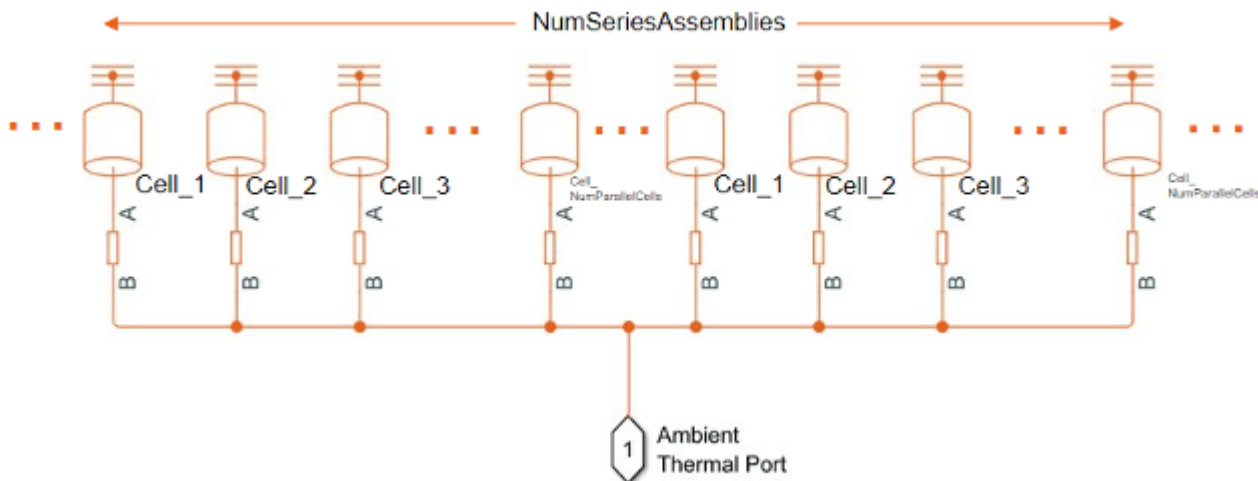 NumSeriesAssemblies
Cell_1
Cell_2
Cell_3
Cell_
NumParallelCells
Cell_1
Cell_2
Cell_3
Cell_
NumParallelCells
A
A
A
A
A
A
A
A
B
B
B
B
B
B
B
B
1
Ambient
Thermal Port